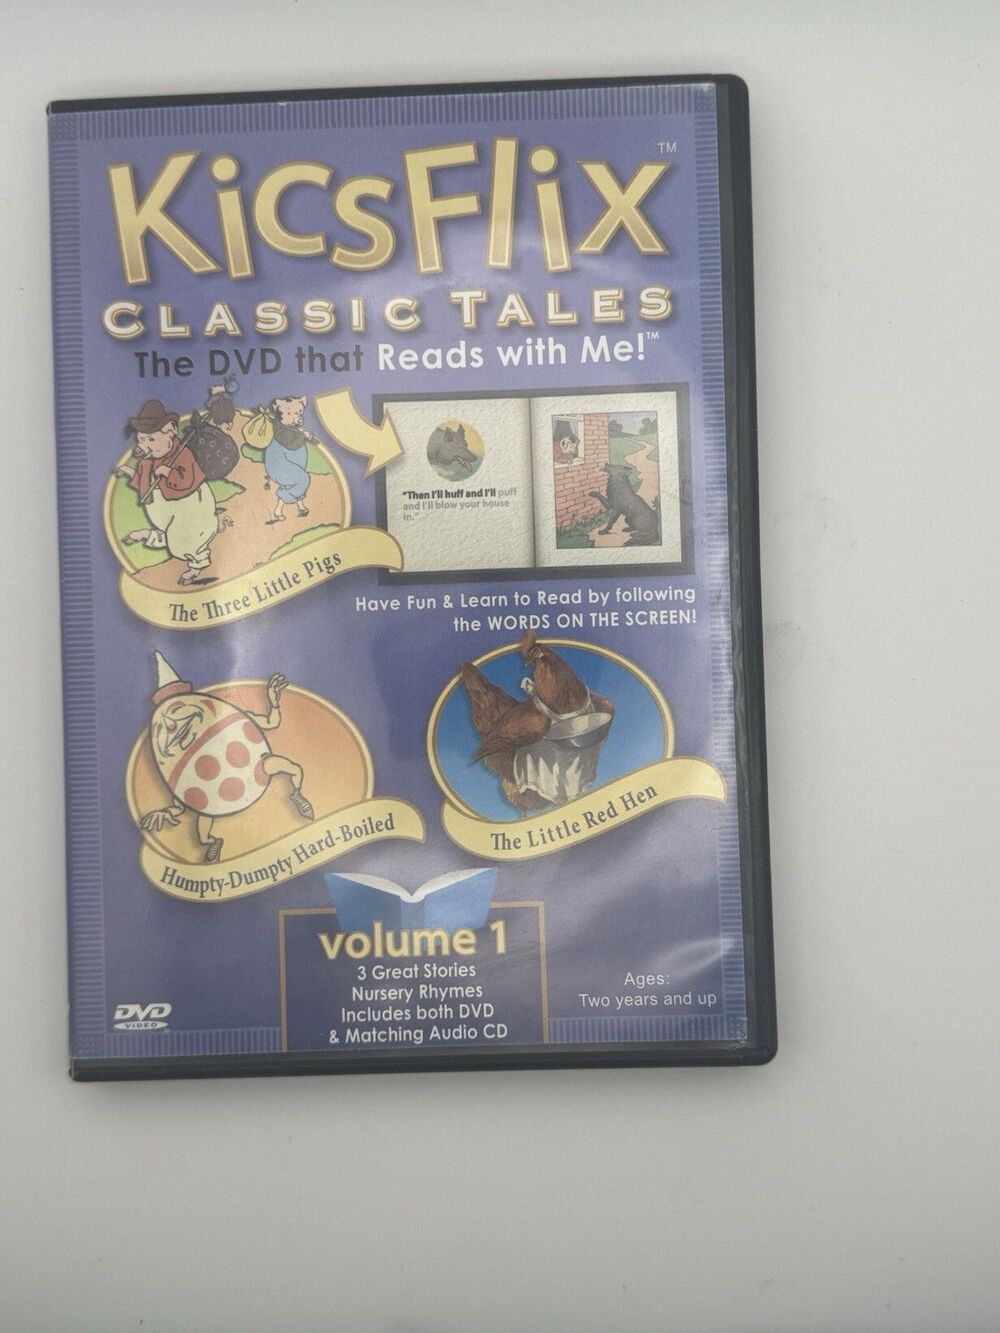 KicsFlix™
CLASSIC TALES
The DVD that Reads with Me!™
"Then I'll huff and I'll puff
and I'll blow your house
in."
The Three Little Pigs
Have Fun & Learn to Read by following
the WORDS ON THE SCREEN!
Humpty-Dumpty Hard-Boiled
The Little Red Hen
volume 1
3 Great Stories
Nursery Rhymes
Includes both DVD
& Matching Audio CD
Ages:
Two years and up
DVD
VIDEO